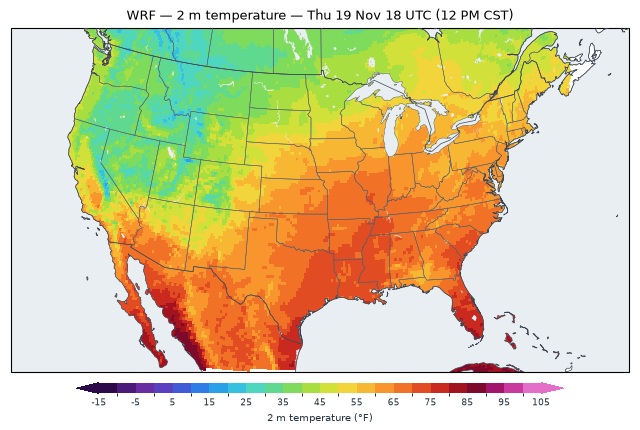 WRF — 2 m temperature — Thu 19 Nov 18 UTC (12 PM CST)
-15 -5 5 15 25 35 45 55 65 75 85 95 105
2 m temperature (°F)